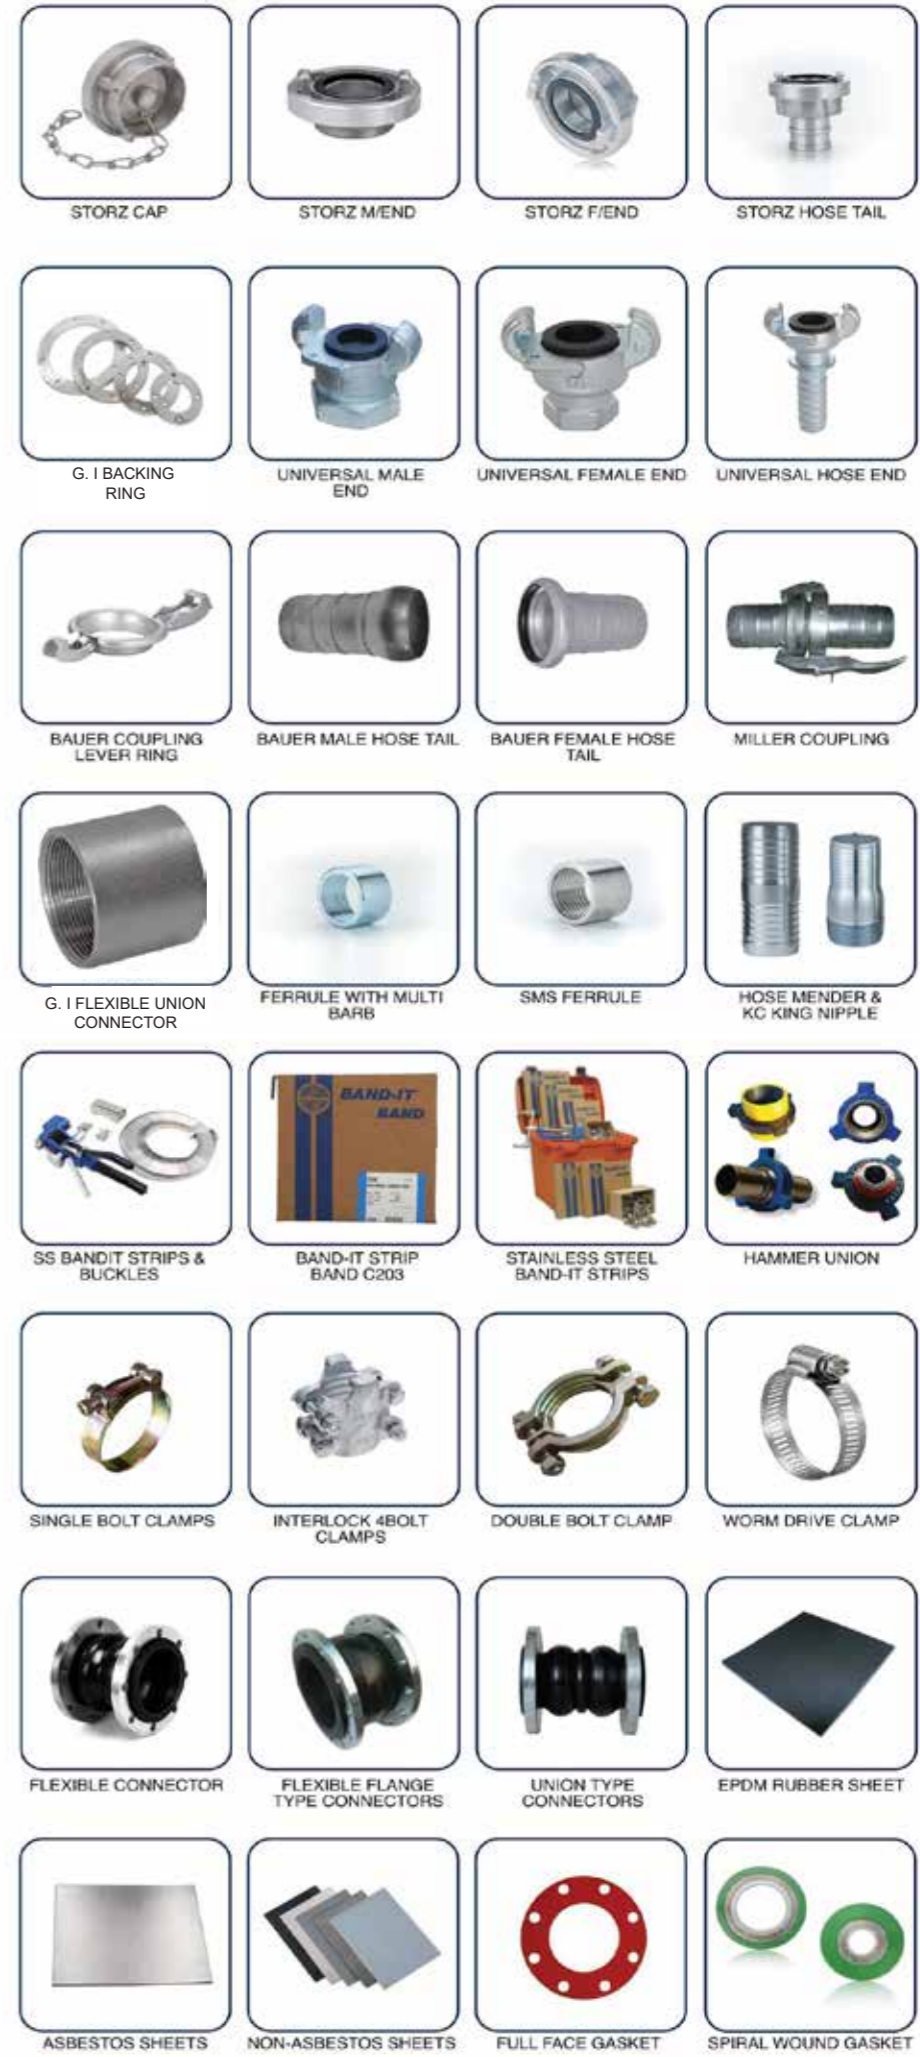 STORZ CAP
STORZ M/END
STORZ F/END
STORZ HOSE TAIL
G. I BACKING
RING
UNIVERSAL MALE
END
UNIVERSAL FEMALE END
UNIVERSAL HOSE END
BAUER COUPLING
LEVER RING
BAUER MALE HOSE TAIL
BAUER FEMALE HOSE
TAIL
MILLER COUPLING
G. I FLEXIBLE UNION
CONNECTOR
FERRULE WITH MULTI
BARB
SMS FERRULE
HOSE MENDER &
KC KING NIPPLE
BAND-IT
BAND
SS BANDIT STRIPS &
BUCKLES
BAND-IT STRIP
BAND C203
STAINLESS STEEL
BAND-IT STRIPS
HAMMER UNION
SINGLE BOLT CLAMPS
INTERLOCK 4BOLT
CLAMPS
DOUBLE BOLT CLAMP
WORM DRIVE CLAMP
FLEXIBLE CONNECTOR
FLEXIBLE FLANGE
TYPE CONNECTORS
UNION TYPE
CONNECTORS
EPDM RUBBER SHEET
ASBESTOS SHEETS
NON-ASBESTOS SHEETS
FULL FACE GASKET
SPIRAL WOUND GASKET